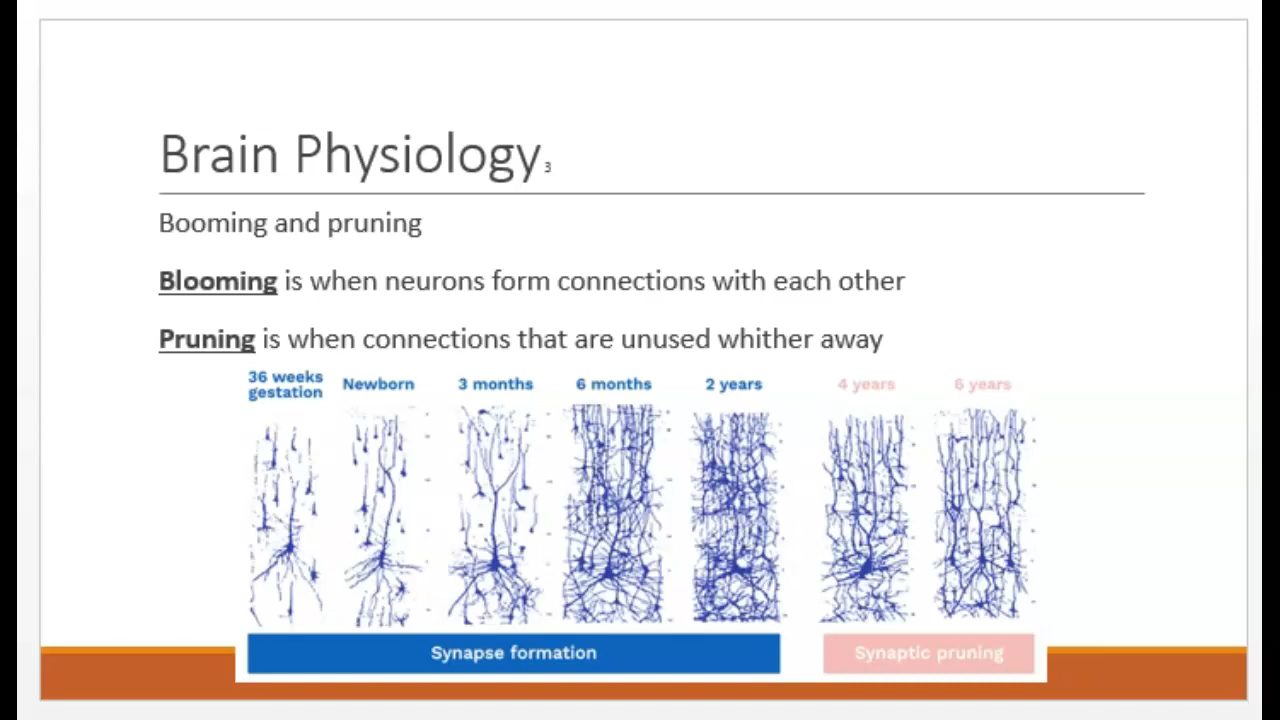 Brain Physiology3
Booming and pruning
Blooming is when neurons form connections with each other
Pruning is when connections that are unused whither away
36 weeks gestation Newborn 3 months 6 months 2 years 4 years 6 years
Synapse formation Synaptic pruning